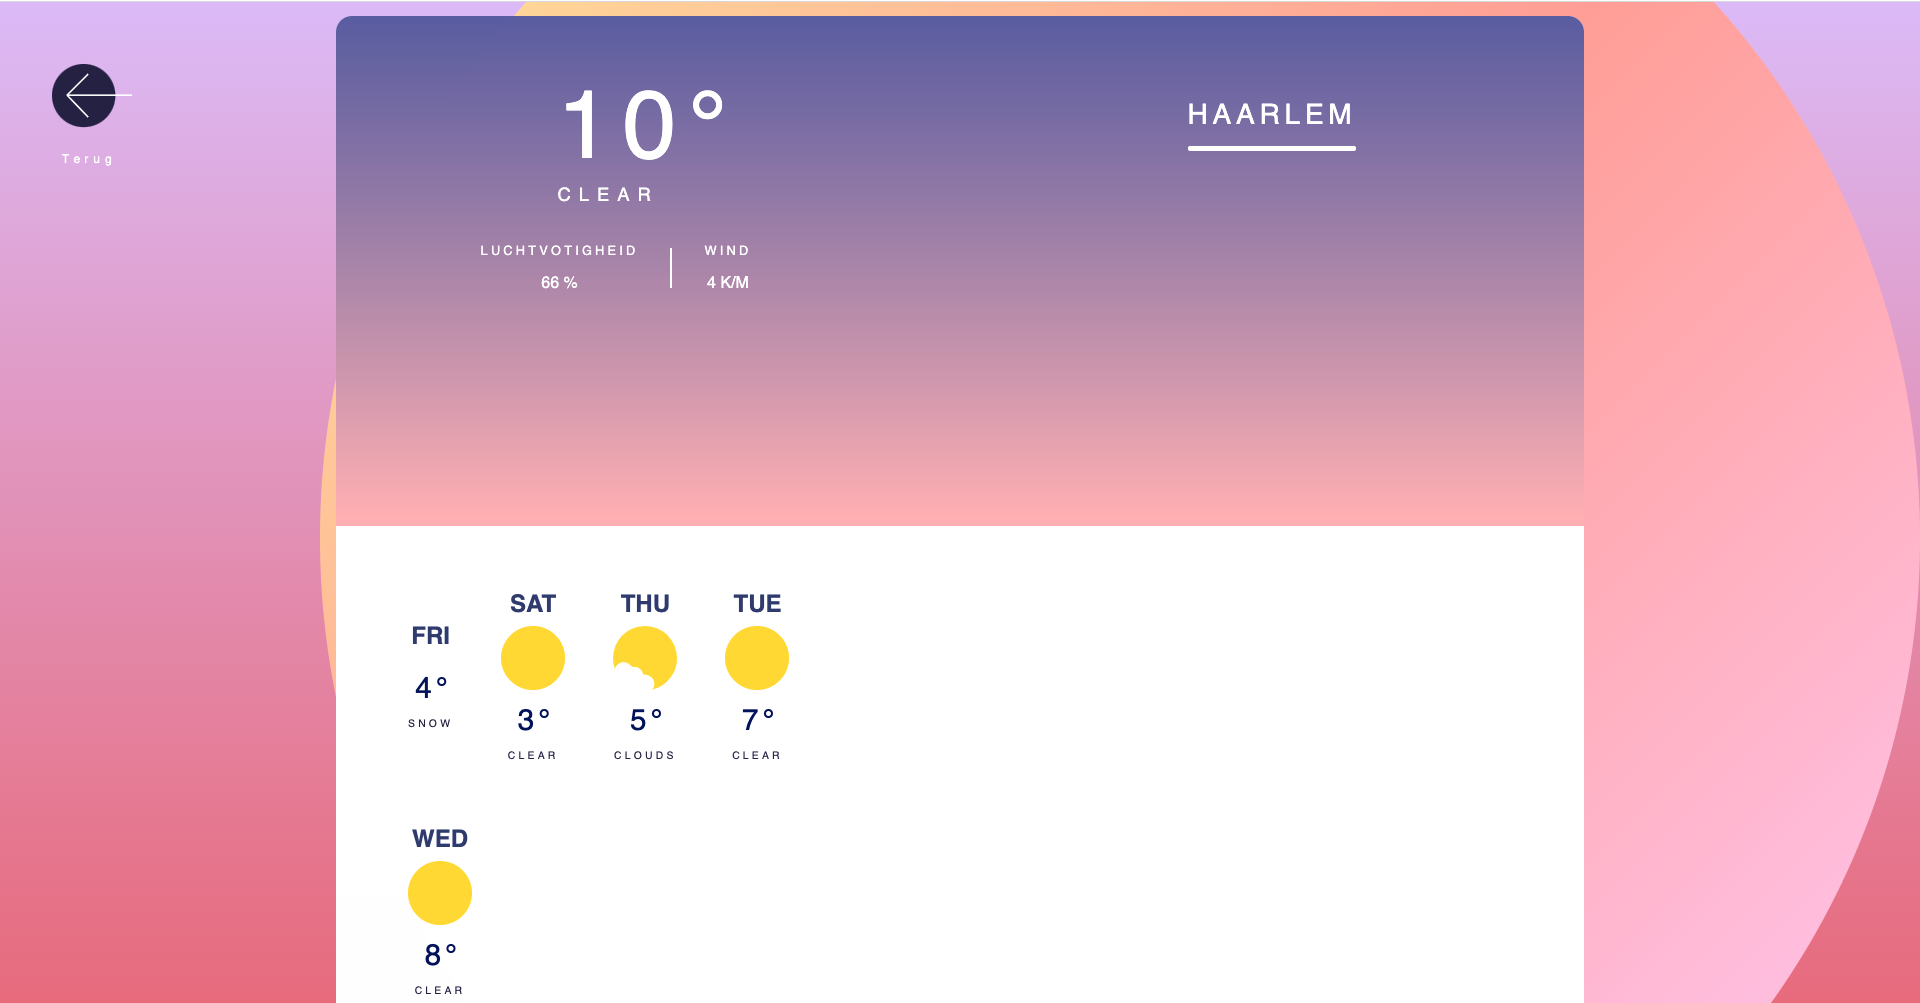 Terug
10°
CLEAR
LUCHTVOTIGHEID
66 %
WIND
4 K/M
HAARLEM
FRI
4°
SNOW
SAT
3°
CLEAR
THU
5°
CLOUDS
TUE
7°
CLEAR
WED
8°
CLEAR